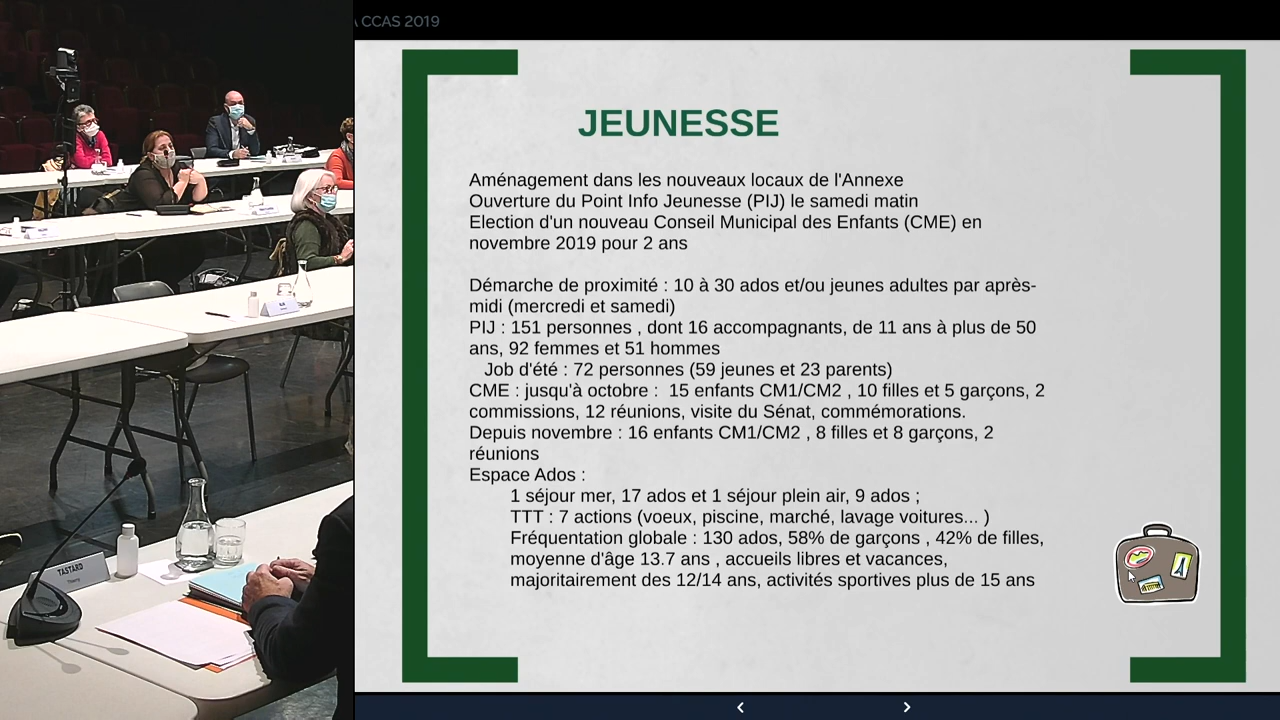 CCAS 2019
JEUNESSE
Aménagement dans les nouveaux locaux de l'Annexe
Ouverture du Point Info Jeunesse (PIJ) le samedi matin
Election d'un nouveau Conseil Municipal des Enfants (CME) en
novembre 2019 pour 2 ans
Démarche de proximité : 10 à 30 ados et/ou jeunes adultes par après-
midi (mercredi et samedi)
PIJ : 151 personnes , dont 16 accompagnants, de 11 ans à plus de 50
ans, 92 femmes et 51 hommes
Job d'été : 72 personnes (59 jeunes et 23 parents)
CME : jusqu'à octobre :  15 enfants CM1/CM2 , 10 filles et 5 garçons, 2
commissions, 12 réunions, visite du Sénat, commémorations.
Depuis novembre : 16 enfants CM1/CM2 , 8 filles et 8 garçons, 2
réunions
Espace Ados :
1 séjour mer, 17 ados et 1 séjour plein air, 9 ados ;
TTT : 7 actions (voeux, piscine, marché, lavage voitures... )
Fréquentation globale : 130 ados, 58% de garçons , 42% de filles,
moyenne d'âge 13.7 ans , accueils libres et vacances,
majoritairement des 12/14 ans, activités sportives plus de 15 ans
TASTARD
Thierry